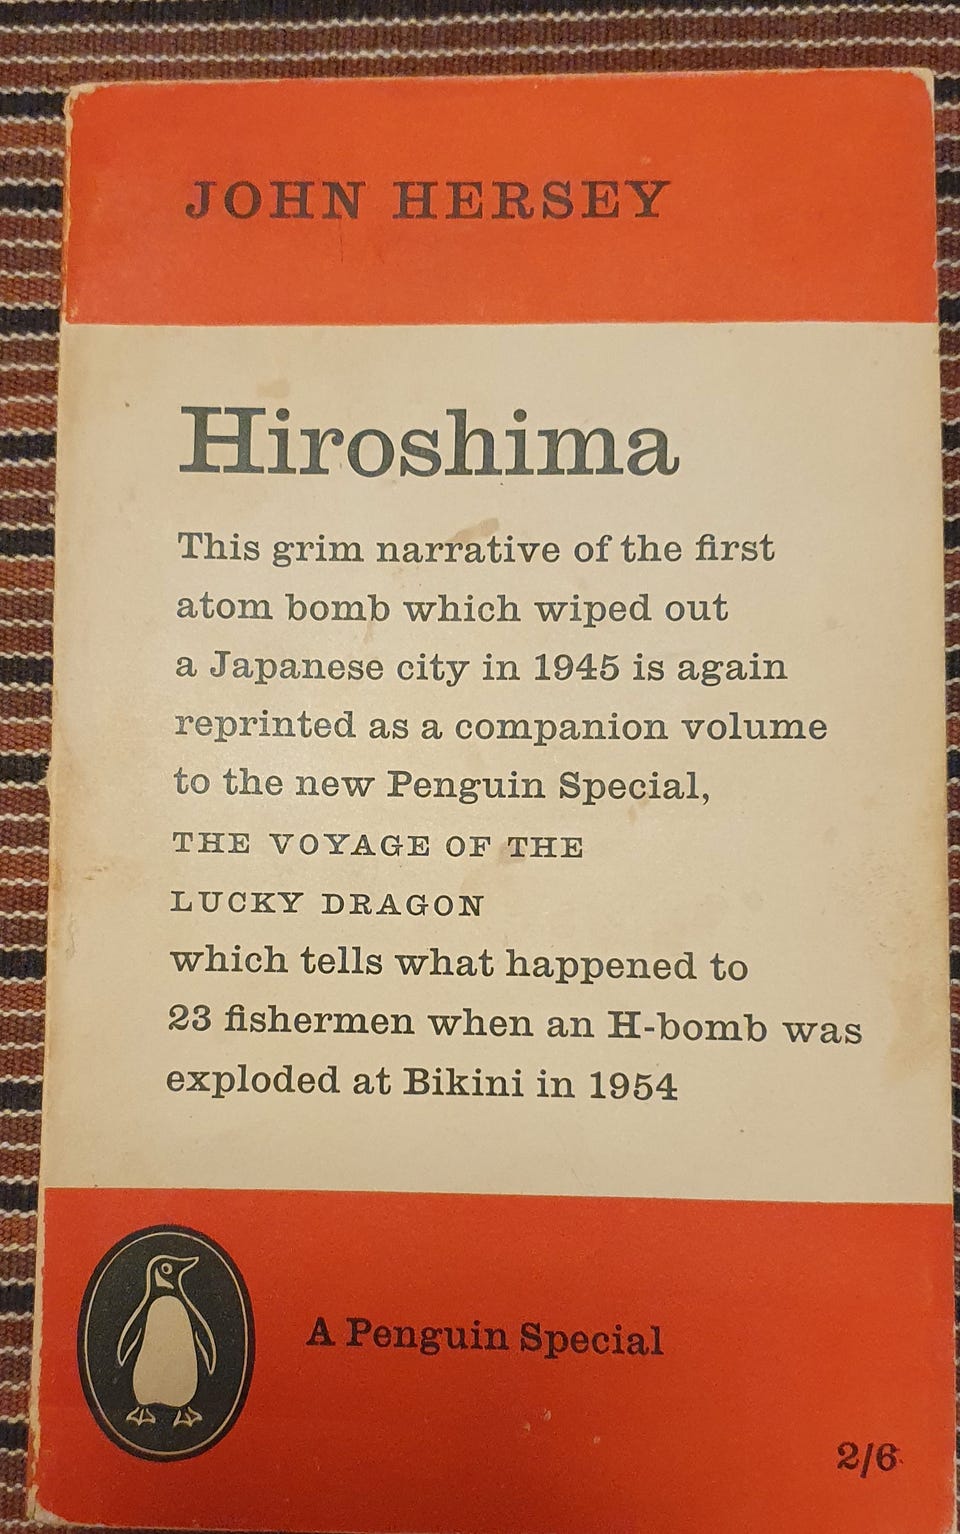 JOHN HERSEY
Hiroshima
This grim narrative of the first
atom bomb which wiped out
a Japanese city in 1945 is again
reprinted as a companion volume
to the new Penguin Special,
THE VOYAGE OF THE
LUCKY DRAGON
which tells what happened to
23 fishermen when an H-bomb was
exploded at Bikini in 1954
A Penguin Special
2/6